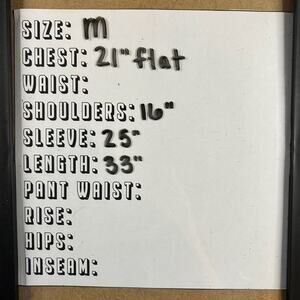 SIZE: M
CHEST: 21" flat
WAIST:
SHOULDERS: 16"
SLEEVE: 25"
LENGTH: 33"
PANT WAIST:
RISE:
HIPS:
INSEAM: